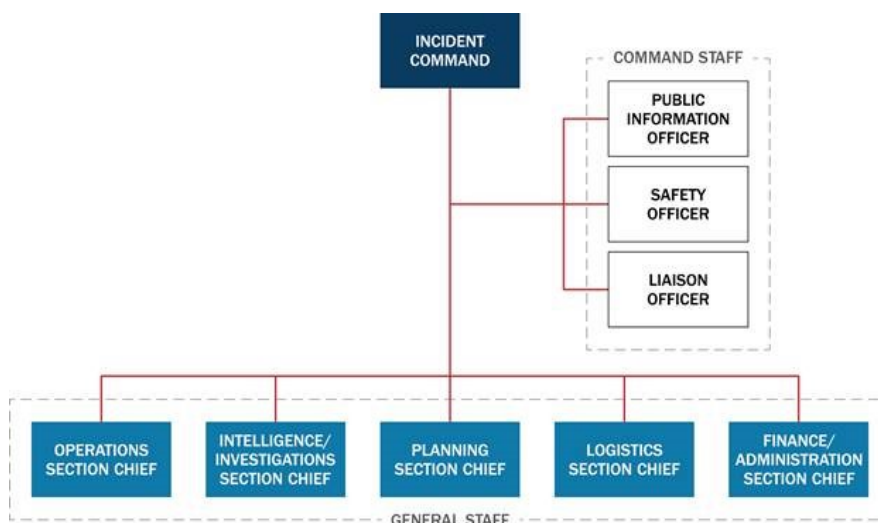 INCIDENT
COMMAND
COMMAND STAFF
PUBLIC
INFORMATION
OFFICER
SAFETY
OFFICER
LIAISON
OFFICER
OPERATIONS
SECTION CHIEF
INTELLIGENCE/
INVESTIGATIONS
SECTION CHIEF
PLANNING
SECTION CHIEF
LOGISTICS
SECTION CHIEF
FINANCE/
ADMINISTRATION
SECTION CHIEF
GENERAL STAFF